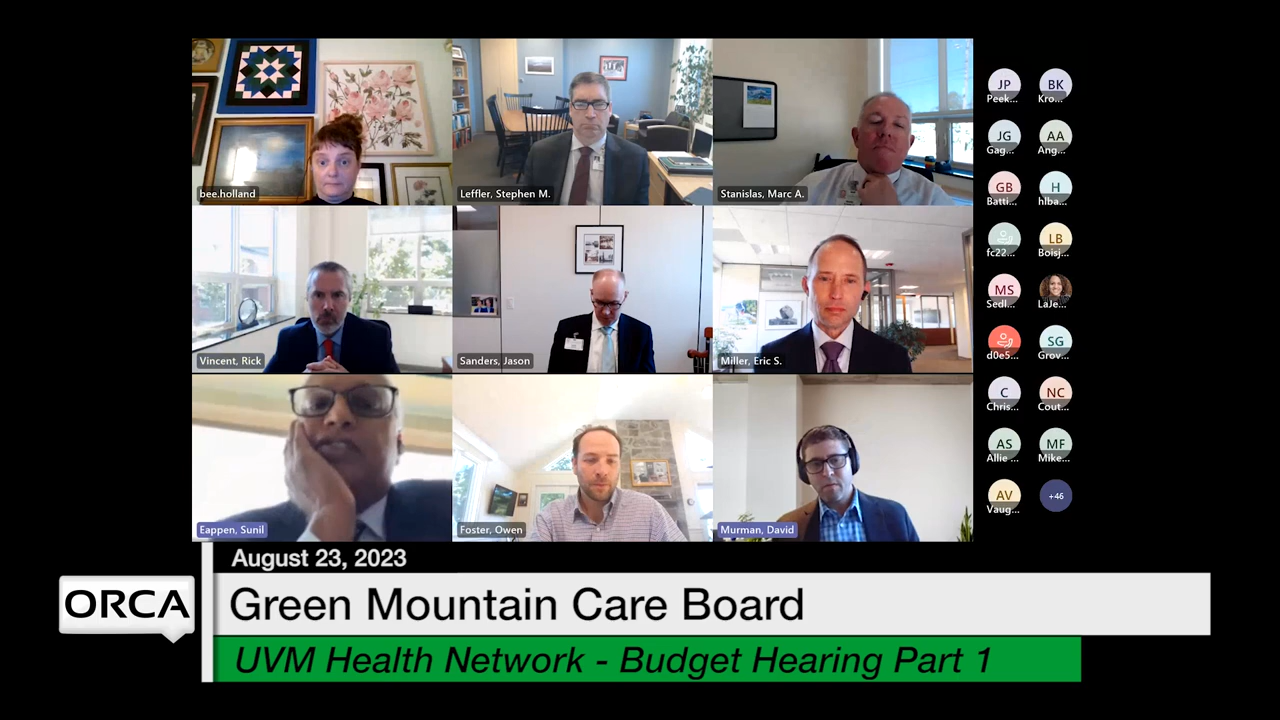 bee.holland
Leffler, Stephen M.
Stanislas, Marc A.
Vincent, Rick
Sanders, Jason
Miller, Eric S.
Eappen, Sunil
Foster, Owen
Murman, David
JP BK
Peek... Kro...
JG AA
Gag... Ang...
GB H
Batti... hlba...
LB
fc22... Boisj...
MS
Sedl... LaJe...
SG
d0e5... Grov...
C NC
Chris... Cout...
AS MF
Allie ... Mike...
AV +46
Vaug...
August 23, 2023
ORCA
Green Mountain Care Board
UVM Health Network - Budget Hearing Part 1